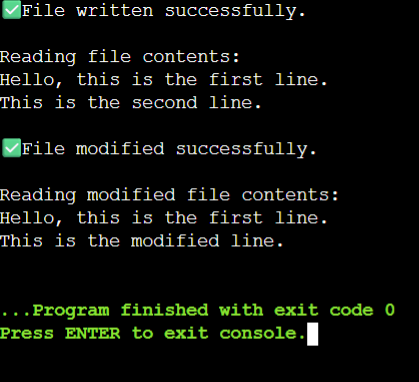 ✅File written successfully.
Reading file contents:
Hello, this is the first line.
This is the second line.
✅File modified successfully.
Reading modified file contents:
Hello, this is the first line.
This is the modified line.
...Program finished with exit code 0
Press ENTER to exit console.